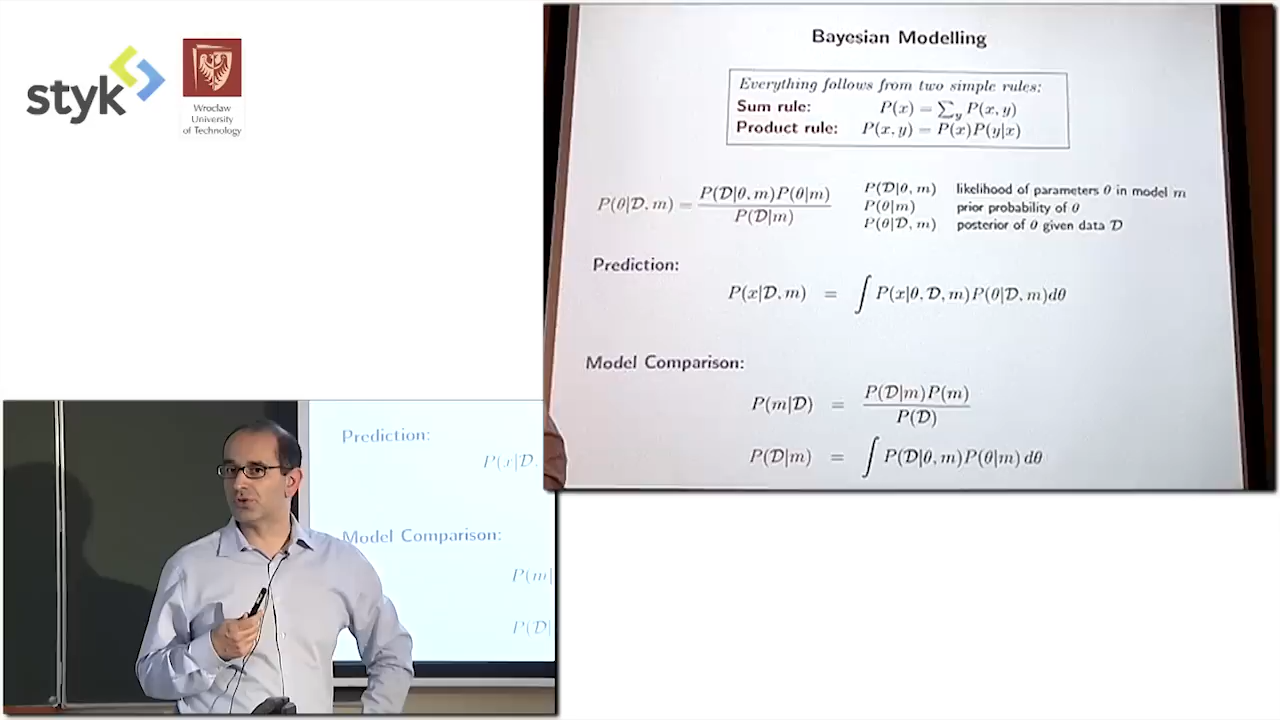 styk
Wrocław
University
of Technology
Bayesian Modelling
Everything follows from two simple rules:
Sum rule: P(x) = ∑_y P(x, y)
Product rule: P(x, y) = P(x)P(y|x)
P(θ|𝒟, m) = P(𝒟|θ, m)P(θ|m) / P(𝒟|m)
P(𝒟|θ, m) likelihood of parameters θ in model m
P(θ|m) prior probability of θ
P(θ|𝒟, m) posterior of θ given data 𝒟
Prediction:
P(x|𝒟, m) = ∫ P(x|θ, 𝒟, m)P(θ|𝒟, m)dθ
Model Comparison:
P(m|𝒟) = P(𝒟|m)P(m) / P(𝒟)
P(𝒟|m) = ∫ P(𝒟|θ, m)P(θ|m) dθ
Prediction:
P(x|𝒟,
Model Comparison:
P(m|
P(𝒟|